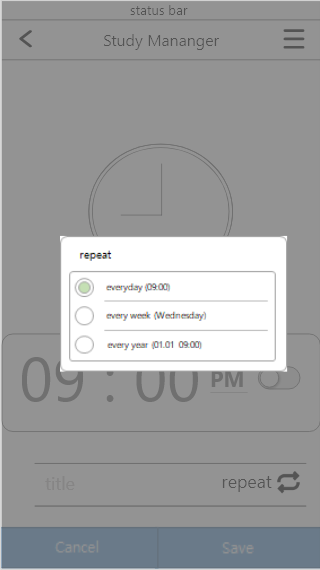 status bar
Study Mananger
repeat
everyday (09:00)
every week (Wednesday)
every year (01.01 09:00)
09 : 00 PM
title
repeat
Cancel
Save